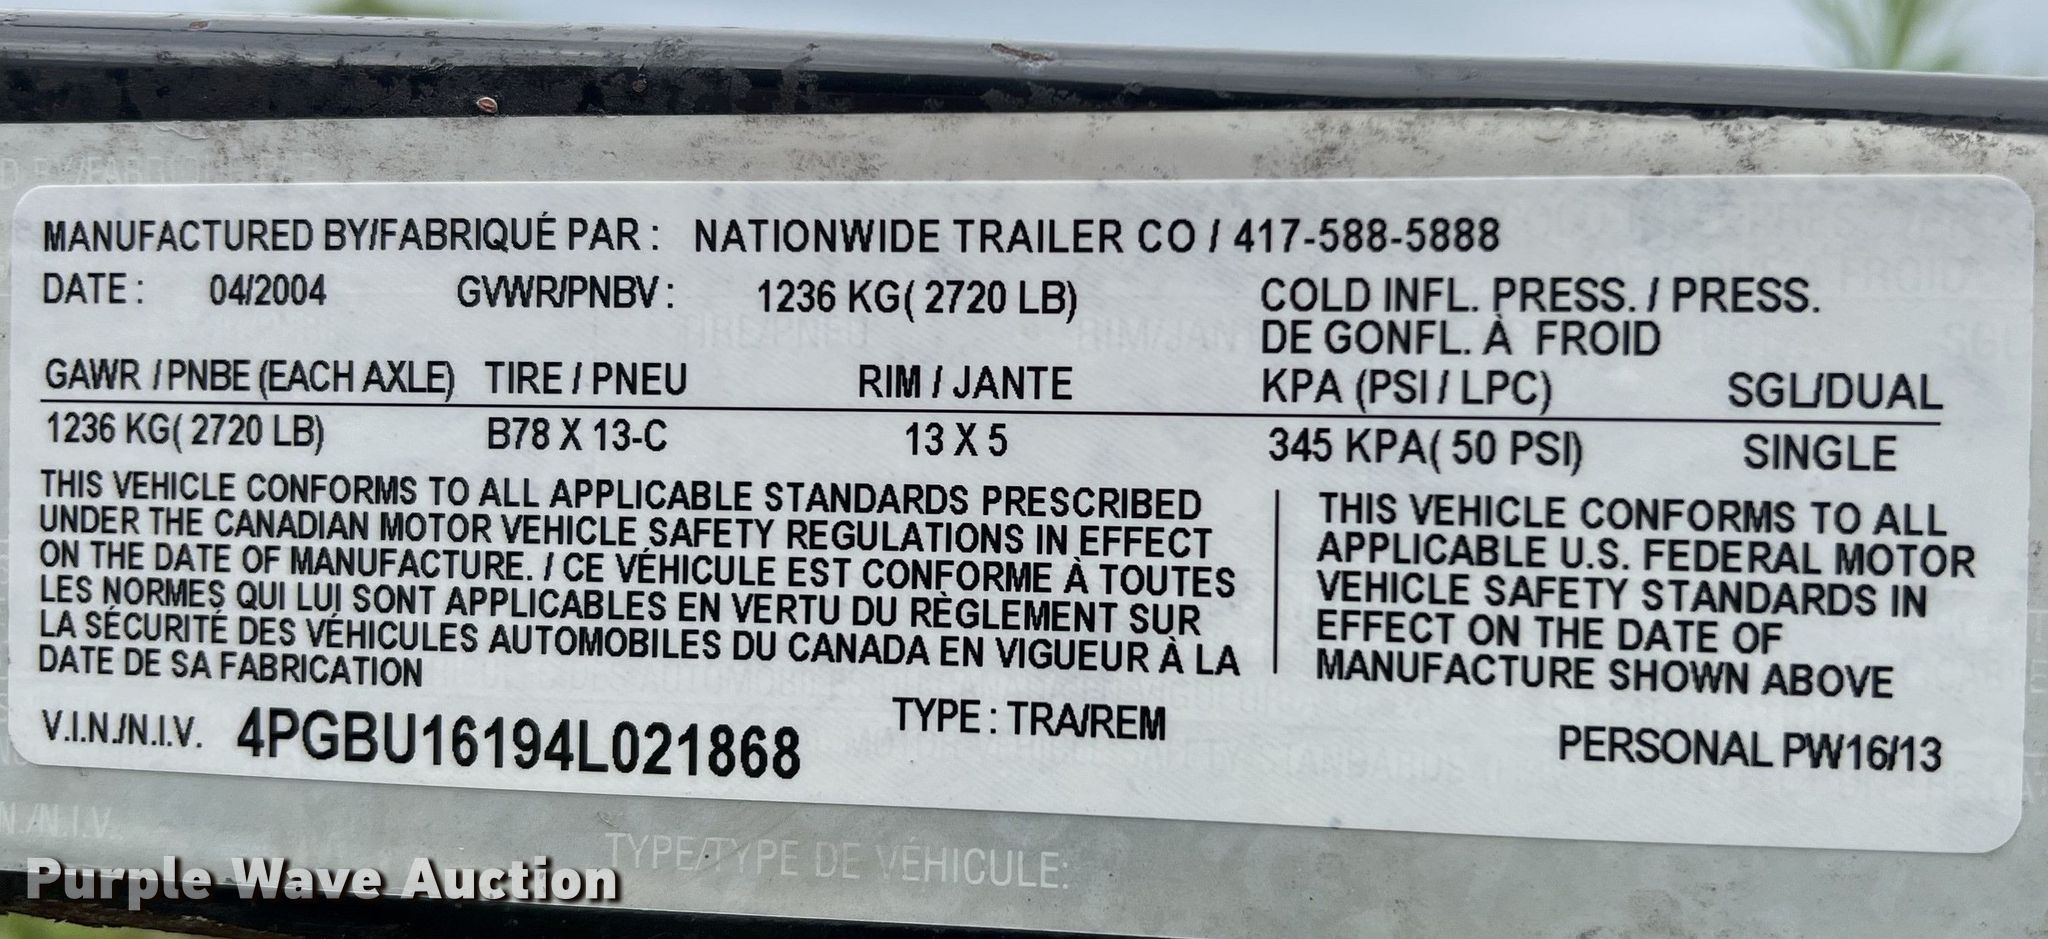 MANUFACTURED BY/FABRIQUÉ PAR : NATIONWIDE TRAILER CO / 417-588-5888
DATE : 04/2004 GVWR/PNBV : 1236 KG( 2720 LB) COLD INFL. PRESS. / PRESS.
DE GONFL. À FROID
GAWR / PNBE (EACH AXLE) TIRE / PNEU RIM / JANTE KPA (PSI / LPC) SGL/DUAL
1236 KG( 2720 LB) B78 X 13-C 13 X 5 345 KPA( 50 PSI) SINGLE
THIS VEHICLE CONFORMS TO ALL APPLICABLE STANDARDS PRESCRIBED
UNDER THE CANADIAN MOTOR VEHICLE SAFETY REGULATIONS IN EFFECT
ON THE DATE OF MANUFACTURE. / CE VÉHICULE EST CONFORME À TOUTES
LES NORMES QUI LUI SONT APPLICABLES EN VERTU DU RÈGLEMENT SUR
LA SÉCURITÉ DES VÉHICULES AUTOMOBILES DU CANADA EN VIGUEUR À LA
DATE DE SA FABRICATION
THIS VEHICLE CONFORMS TO ALL
APPLICABLE U.S. FEDERAL MOTOR
VEHICLE SAFETY STANDARDS IN
EFFECT ON THE DATE OF
MANUFACTURE SHOWN ABOVE
V.I.N./N.I.V. 4PGBU16194L021868 TYPE : TRA/REM PERSONAL PW16/13
N./N.I.V.
TYPE/TYPE DE VÉHICULE:
Purple Wave Auction